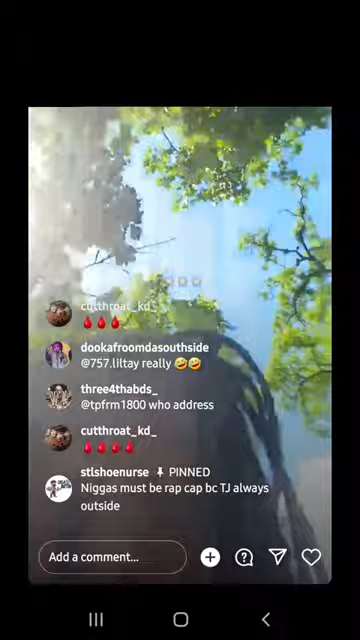 cutthroat_kd_
🩸🩸🩸
dookafroomdasouthside
@757.liltay really 🤣🤣
three4thabds_
@tpfrm1800 who address
cutthroat_kd_
🩸🩸🩸🩸
stlshoenurse 📌 PINNED
Niggas must be rap cap bc TJ always
outside
Add a comment...